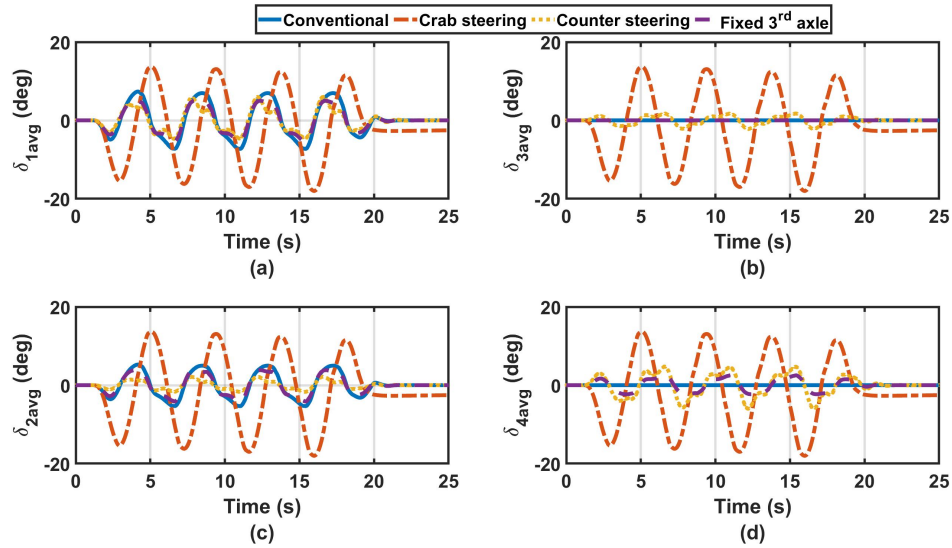 Conventional Crab steering Counter steering Fixed 3rd axle
20
0
-20
δ1avg (deg)
0 5 10 15 20 25
Time (s)
(a)
20
0
-20
δ3avg (deg)
0 5 10 15 20 25
Time (s)
(b)
20
0
-20
δ2avg (deg)
0 5 10 15 20 25
Time (s)
(c)
20
0
-20
δ4avg (deg)
0 5 10 15 20 25
Time (s)
(d)